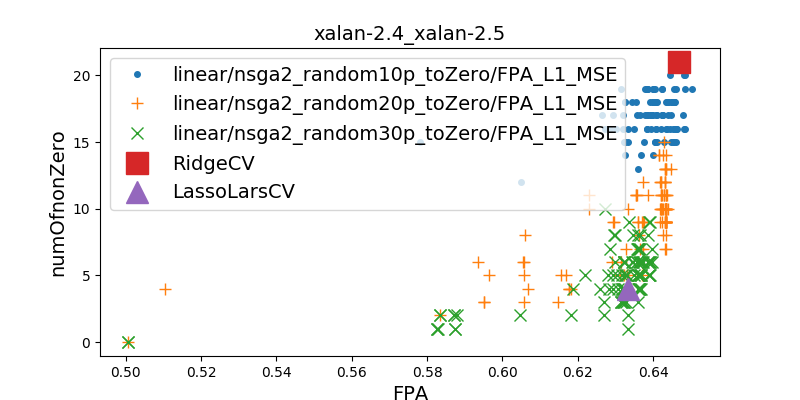 xalan-2.4_xalan-2.5
linear/nsga2_random10p_toZero/FPA_L1_MSE
linear/nsga2_random20p_toZero/FPA_L1_MSE
linear/nsga2_random30p_toZero/FPA_L1_MSE
RidgeCV
LassoLarsCV
numOfnonZero
20
15
10
5
0
0.50 0.52 0.54 0.56 0.58 0.60 0.62 0.64
FPA